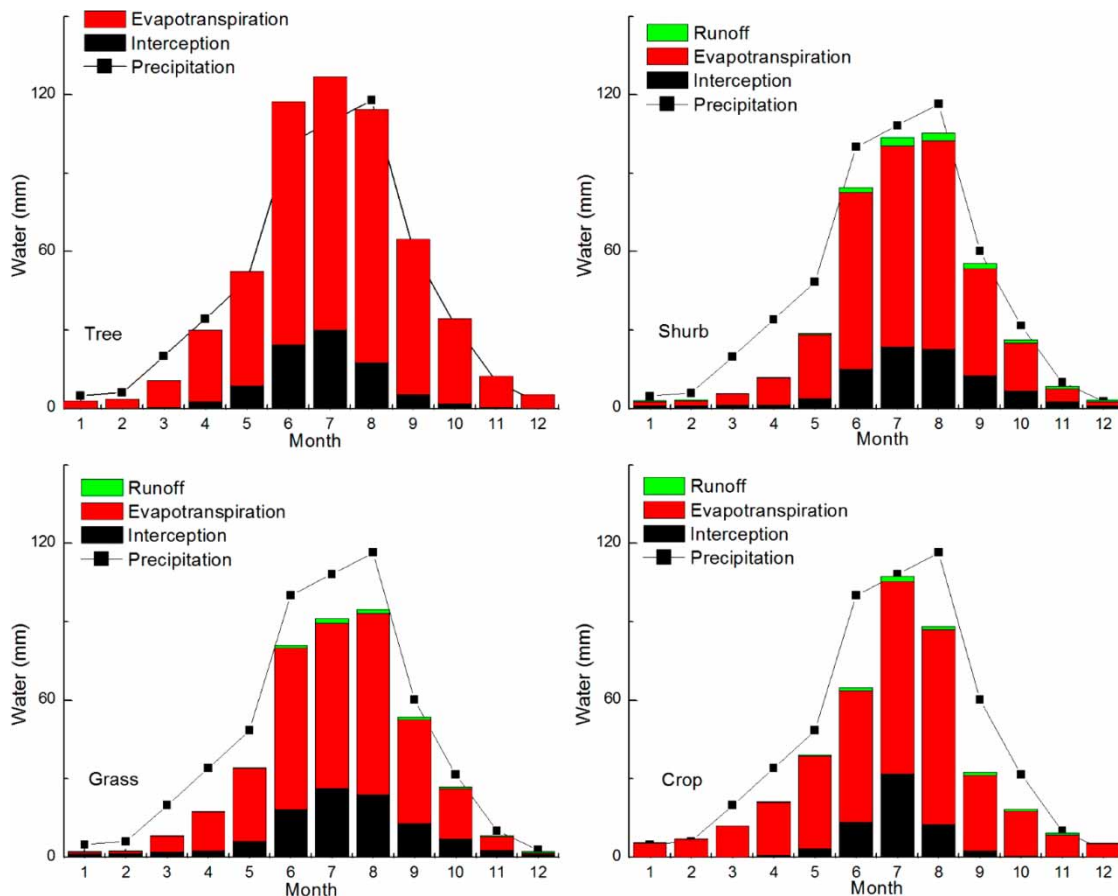 Evapotranspiration
Interception
Precipitation
120
60
0
Water (mm)
Tree
1 2 3 4 5 6 7 8 9 10 11 12
Month
Runoff
Evapotranspiration
Interception
Precipitation
120
60
0
Water (mm)
Shurb
1 2 3 4 5 6 7 8 9 10 11 12
Month
Runoff
Evapotranspiration
Interception
Precipitation
120
60
0
Water (mm)
Grass
1 2 3 4 5 6 7 8 9 10 11 12
Month
Runoff
Evapotranspiration
Interception
Precipitation
120
60
0
Water (mm)
Crop
1 2 3 4 5 6 7 8 9 10 11 12
Month